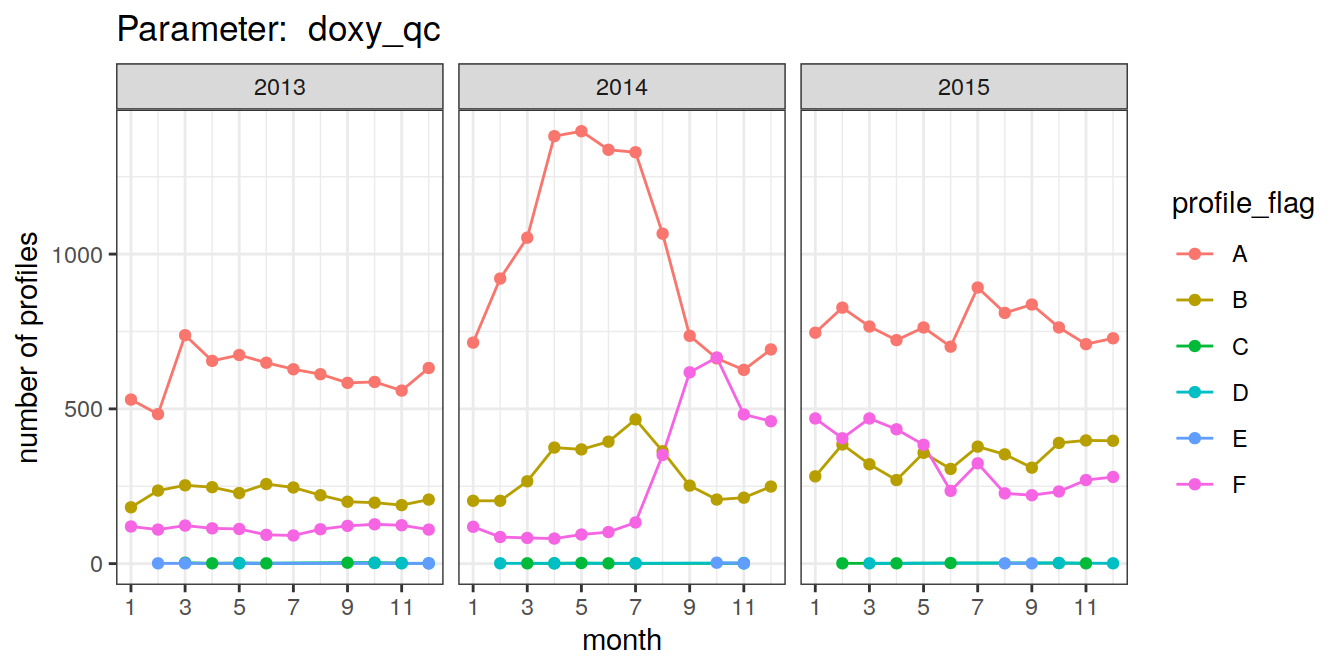 Parameter:  doxy_qc
2013 2014 2015
number of profiles
1000
500
0
1 3 5 7 9 11 1 3 5 7 9 11 1 3 5 7 9 11
month
profile_flag
A
B
C
D
E
F